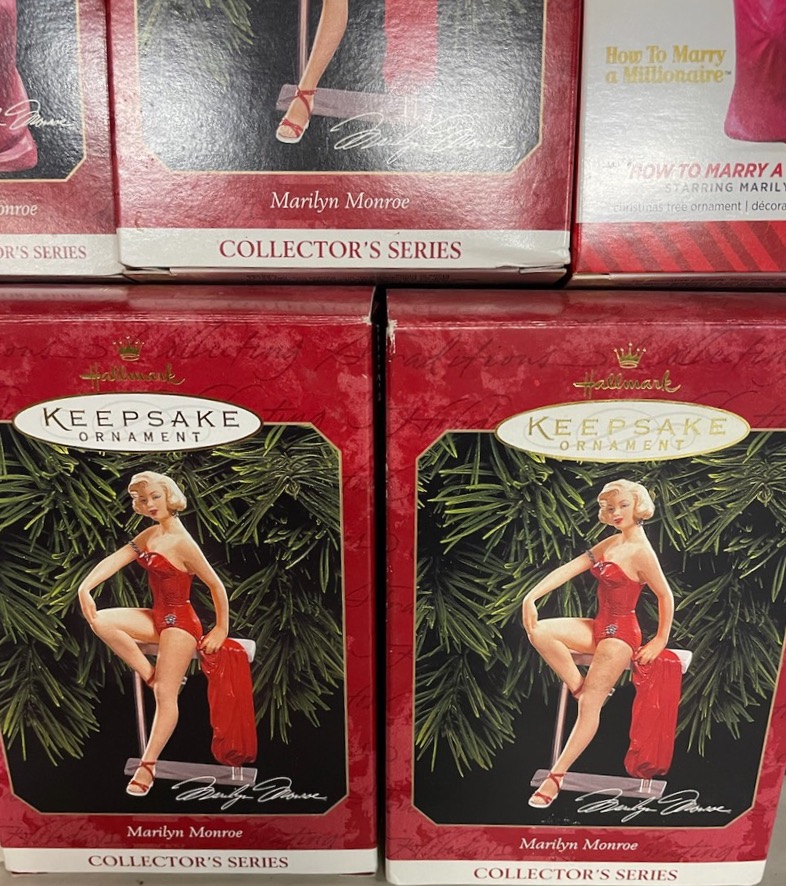 Monroe
onroe
R'S SERIES
Marilyn Monroe
Marilyn Monroe
COLLECTOR'S SERIES
How To Marry
a Millionaire™
HOW TO MARRY A
STARRING MARILY
christmas tree ornament | décora
Hallmark
KEEPSAKE
ORNAMENT
Marilyn Monroe
Marilyn Monroe
COLLECTOR'S SERIES
Hallmark
KEEPSAKE
ORNAMENT
Marilyn Monroe
Marilyn Monroe
COLLECTOR'S SERIES